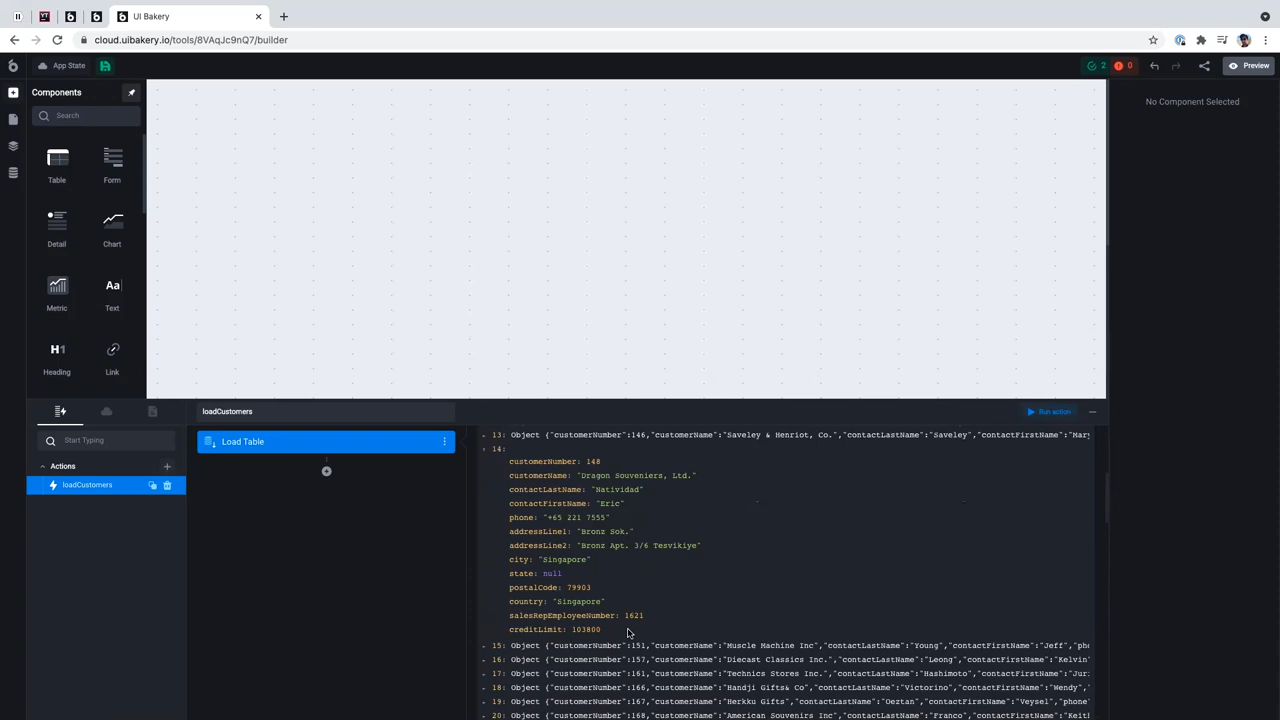 UI Bakery
cloud.uibakery.io/tools/8VAqJc9nQ7/builder
App State
2
0
Preview
Components
Search
Table
Form
Detail
Chart
Metric
Aa
Text
H1
Heading
Link
No Component Selected
loadCustomers
Run action
Start Typing
Actions
loadCustomers
Load Table
13: Object {"customerNumber":146,"customerName":"Saveley & Henriot, Co.","contactLastName":"Saveley","contactFirstName":"Mary
14:
customerNumber: 148
customerName: "Dragon Souveniers, Ltd."
contactLastName: "Natividad"
contactFirstName: "Eric"
phone: "+65 221 7555"
addressLine1: "Bronz Sok."
addressLine2: "Bronz Apt. 3/6 Tesvikiye"
city: "Singapore"
state: null
postalCode: 79903
country: "Singapore"
salesRepEmployeeNumber: 1621
creditLimit: 103800
15: Object {"customerNumber":151,"customerName":"Muscle Machine Inc","contactLastName":"Young","contactFirstName":"Jeff","pho
16: Object {"customerNumber":157,"customerName":"Diecast Classics Inc.","contactLastName":"Leong","contactFirstName":"Kelvin"
17: Object {"customerNumber":161,"customerName":"Technics Stores Inc.","contactLastName":"Hashimoto","contactFirstName":"Juri
18: Object {"customerNumber":166,"customerName":"Handji Gifts& Co","contactLastName":"Victorino","contactFirstName":"Wendy",
19: Object {"customerNumber":167,"customerName":"Herkku Gifts","contactLastName":"Oeztan","contactFirstName":"Veysel","phone"
20: Object {"customerNumber":168,"customerName":"American Souvenirs Inc","contactLastName":"Franco","contactFirstName":"Keith